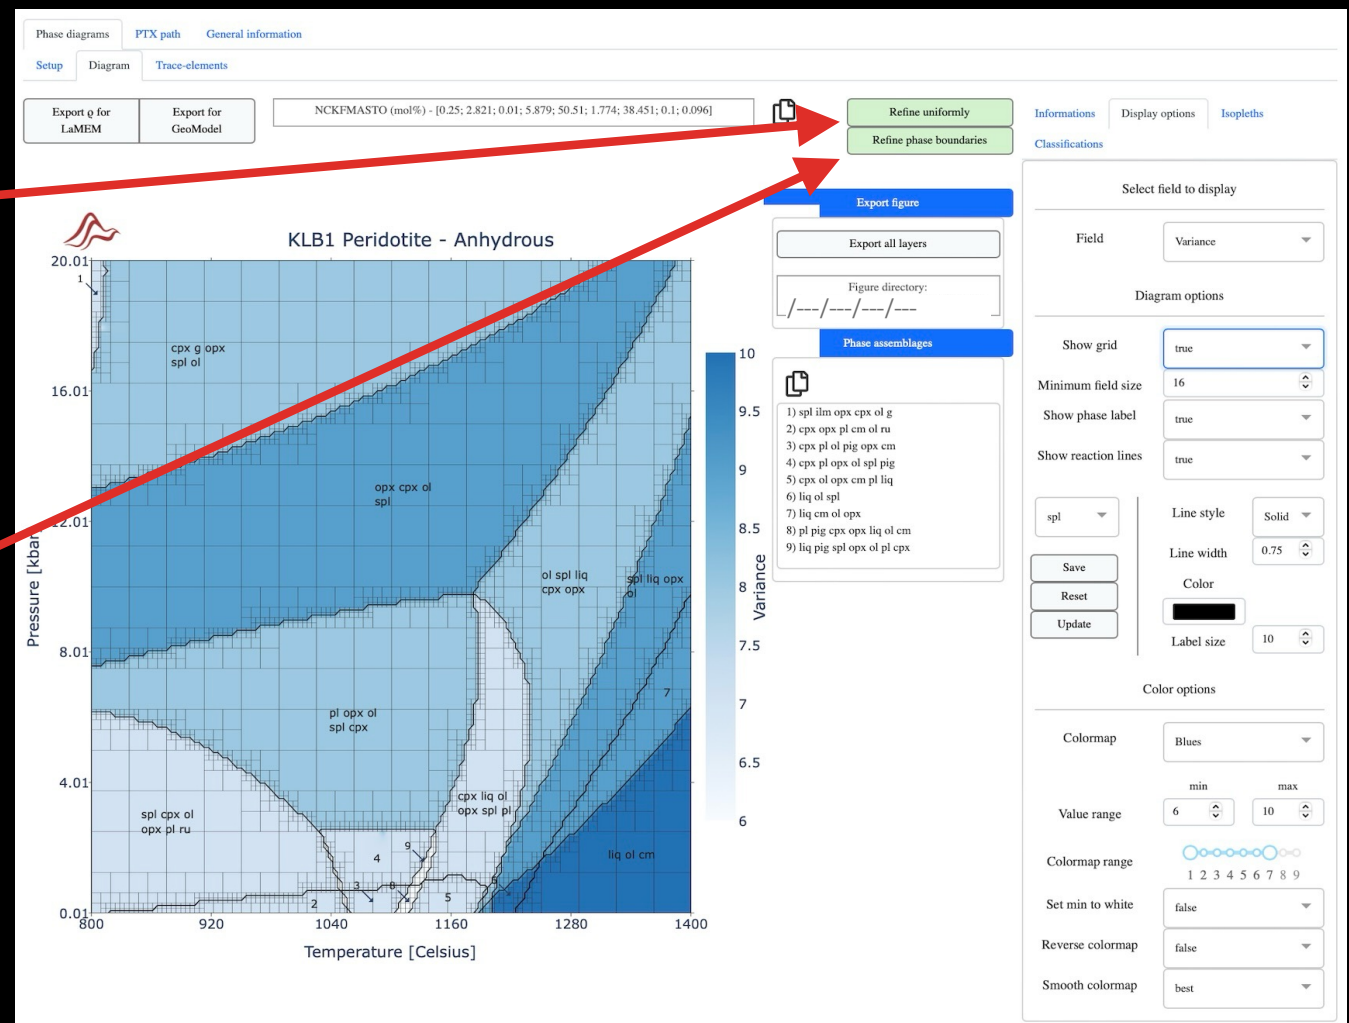 Phase diagrams PTX path General information
Setup Diagram Trace-elements
Export ϱ for
LaMEM
Export for
GeoModel
NCKFMASTO (mol%) - [0.25; 2.821; 0.01; 5.879; 50.51; 1.774; 38.451; 0.1; 0.096]
Refine uniformly
Refine phase boundaries
Informations Display options Isopleths
Classifications
Select field to display
Field Variance
Diagram options
Show grid true
Minimum field size 16
Show phase label true
Show reaction lines true
spl
Line style Solid
Line width 0.75
Color
Label size 10
Save
Reset
Update
Color options
Colormap Blues
min max
Value range 6 10
Colormap range
1 2 3 4 5 6 7 8 9
Set min to white false
Reverse colormap false
Smooth colormap best
Export figure
Export all layers
Figure directory:
_/---/---/---/--- _
Phase assemblages
1) spl ilm opx cpx ol g
2) cpx opx pl cm ol ru
3) cpx pl ol pig opx cm
4) cpx pl opx ol spl pig
5) cpx ol opx cm pl liq
6) liq ol spl
7) liq cm ol opx
8) pl pig cpx opx liq ol cm
9) liq pig spl opx ol pl cpx
KLB1 Peridotite - Anhydrous
20.01
16.01
12.01
8.01
4.01
0.01
Pressure [kbar
800 920 1040 1160 1280 1400
Temperature [Celsius]
1
cpx g opx
spl ol
opx cpx ol
spl
ol spl liq
cpx opx
spl liq opx
ol
7
pl opx ol
spl cpx
cpx liq ol
opx spl pl
spl cpx ol
opx pl ru
9
4
liq ol cm
3
8
5
2
10
9.5
9
8.5
8
7.5
7
6.5
6
Variance